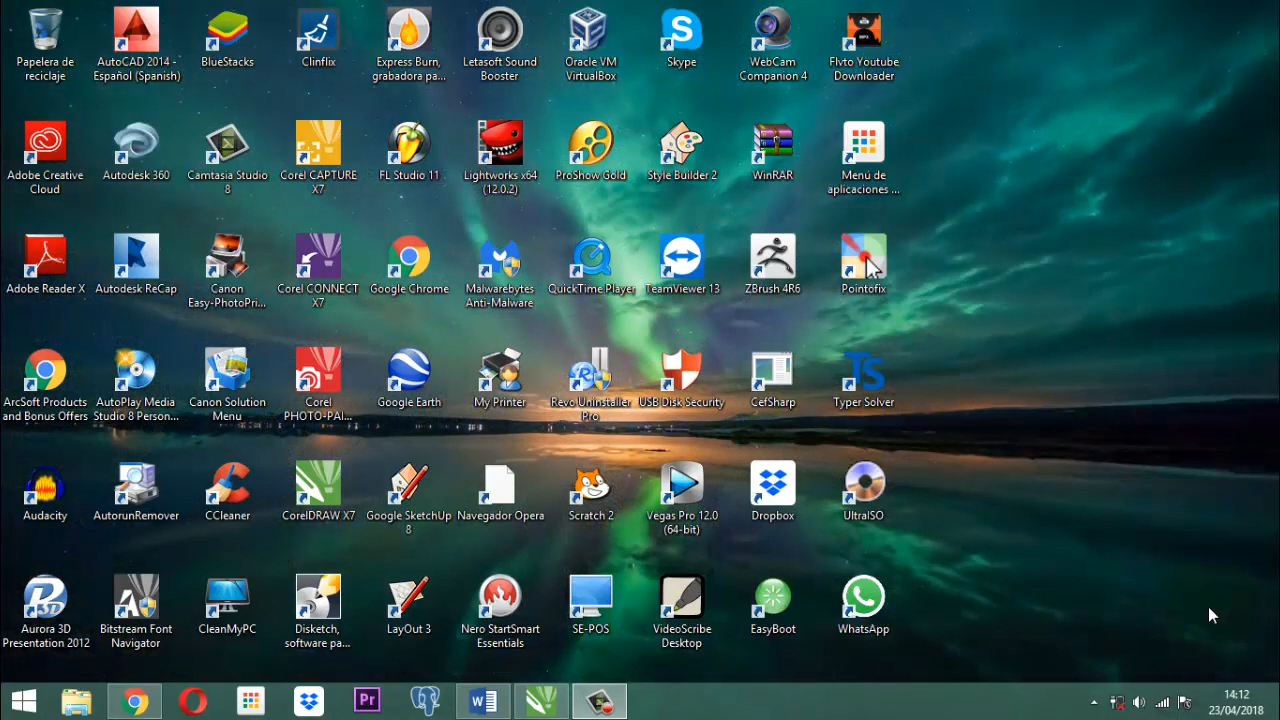 Papelera de
reciclaje
AutoCAD 2014 -
Español (Spanish)
BlueStacks
Clinflix
Express Burn,
grabadora pa...
Letasoft Sound
Booster
Oracle VM
VirtualBox
Skype
WebCam
Companion 4
Flvto Youtube
Downloader
Adobe Creative
Cloud
Autodesk 360
Camtasia Studio
8
Corel CAPTURE
X7
FL Studio 11
Lightworks x64
(12.0.2)
ProShow Gold
Style Builder 2
WinRAR
Menú de
aplicaciones ...
Adobe Reader X
Autodesk ReCap
Canon
Easy-PhotoPri...
Corel CONNECT
X7
Google Chrome
Malwarebytes
Anti-Malware
QuickTime Player
TeamViewer 13
ZBrush 4R6
Pointofix
ArcSoft Products
and Bonus Offers
AutoPlay Media
Studio 8 Person...
Canon Solution
Menu
Corel
PHOTO-PAI...
Google Earth
My Printer
Revo Uninstaller
Pro
USB Disk Security
CefSharp
TS
Typer Solver
Audacity
AutorunRemover
CCleaner
CorelDRAW X7
Google SketchUp
8
Navegador Opera
Scratch 2
Vegas Pro 12.0
(64-bit)
Dropbox
UltraISO
Aurora 3D
Presentation 2012
Bitstream Font
Navigator
CleanMyPC
Disketch,
software pa...
LayOut 3
Nero StartSmart
Essentials
SE-POS
VideoScribe
Desktop
EasyBoot
WhatsApp
Pr
14:12
23/04/2018